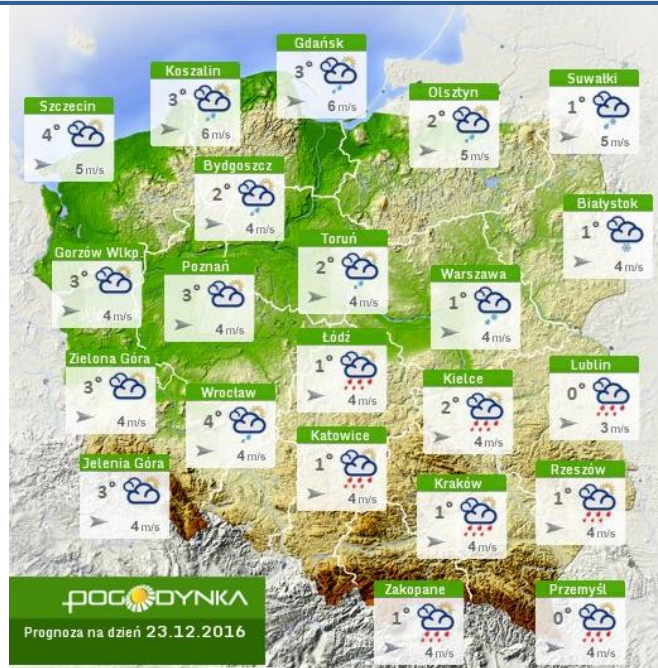 Gdańsk
3°
6 m/s
Koszalin
3°
6 m/s
Suwałki
1°
5 m/s
Olsztyn
2°
5 m/s
Szczecin
4°
5 m/s
Bydgoszcz
2°
4 m/s
Białystok
1°
4 m/s
Gorzów Wlkp.
3°
4 m/s
Poznań
3°
4 m/s
Toruń
2°
4 m/s
Warszawa
1°
4 m/s
Zielona Góra
3°
4 m/s
Łódź
1°
4 m/s
Lublin
0°
3 m/s
Kielce
2°
4 m/s
Wrocław
4°
4 m/s
Katowice
1°
4 m/s
Jelenia Góra
3°
4 m/s
Kraków
1°
4 m/s
Rzeszów
1°
4 m/s
Zakopane
1°
4 m/s
Przemyśl
0°
4 m/s
POGODYNKA
Prognoza na dzień 23.12.2016